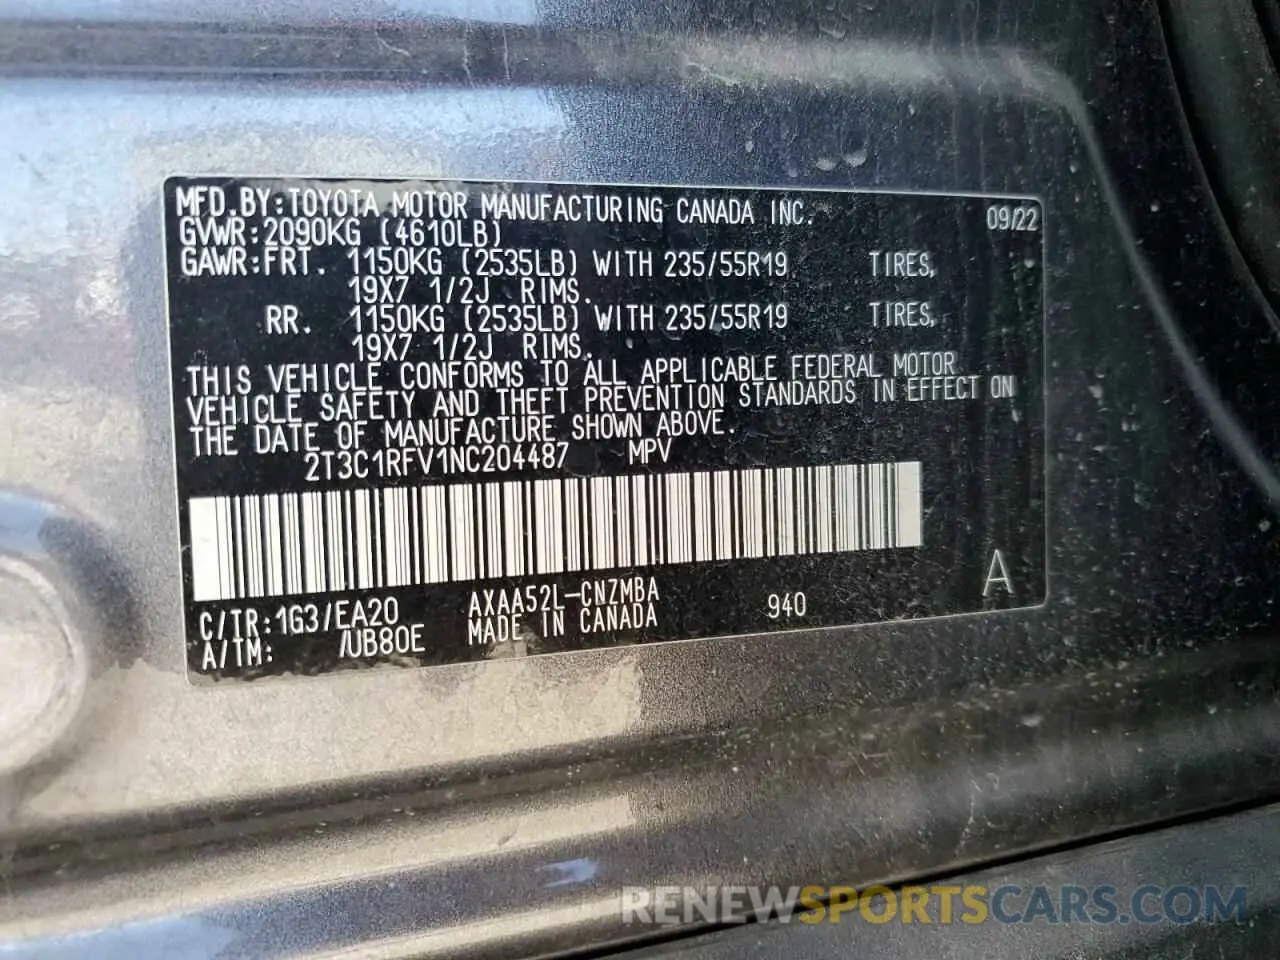 MFD.BY:TOYOTA MOTOR MANUFACTURING CANADA INC. 09/22
GVWR:2090KG (4610LB)
GAWR:FRT. 1150KG (2535LB) WITH 235/55R19 TIRES,
19X7 1/2J RIMS.
RR. 1150KG (2535LB) WITH 235/55R19 TIRES,
19X7 1/2J RIMS.
THIS VEHICLE CONFORMS TO ALL APPLICABLE FEDERAL MOTOR
VEHICLE SAFETY AND THEFT PREVENTION STANDARDS IN EFFECT ON
THE DATE OF MANUFACTURE SHOWN ABOVE.
2T3C1RFV1NC204487 MPV
A
C/TR:1G3/EA20 AXAA52L-CNZMBA 940
A/TM: /UB80E MADE IN CANADA
RENEWSPORTSCARS.COM